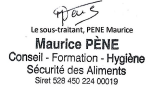 Le sous-traitant, PENE Maurice
Maurice PÈNE
Conseil - Formation - Hygiène
Sécurité des Aliments
Siret 528 450 224 00019